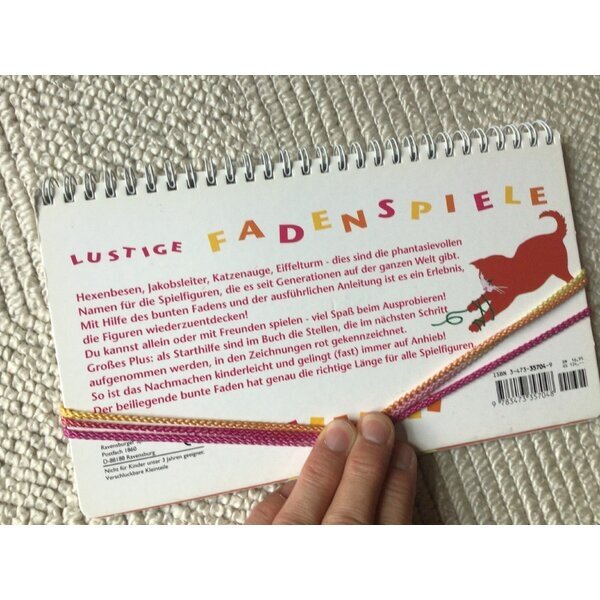 LUSTIGE FADENSPIELE
Hexenbesen, Jakobsleiter, Katzenauge, Eiffelturm - dies sind die phantasievollen
Namen für die Spielfiguren, die es seit Generationen auf der ganzen Welt gibt.
Mit Hilfe des bunten Fadens und der ausführlichen Anleitung ist es ein Erlebnis,
die Figuren wiederzuentdecken!
Du kannst allein oder mit Freunden spielen - viel Spaß beim Ausprobieren!
Großes Plus: als Starthilfe sind im Buch die Stellen, die im nächsten Schritt
aufgenommen werden, in den Zeichnungen rot gekennzeichnet.
So ist das Nachmachen kinderleicht und gelingt (fast) immer auf Anhieb!
Der beiliegende bunte Faden hat genau die richtige Länge für alle Spielfiguren.
ISBN 3-473-35704-9
9 783473 357048
Postfach 1860
D-88188 Ravensburg
Nicht für Kinder unter 3 Jahren geeignet.
Verschluckbare Kleinteile